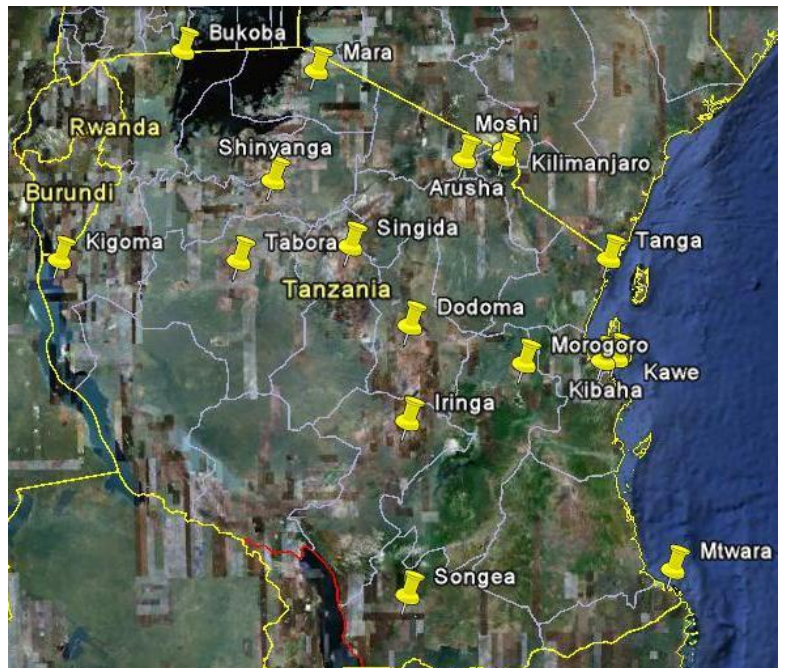 Bukoba
Mara
Rwanda
Moshi
Shinyanga
Kilimanjaro
Arusha
Burundi
Kigoma
Tabora
Singida
Tanga
Tanzania
Dodoma
Morogoro
Kawe
Kibaha
Iringa
Mtwara
Songea